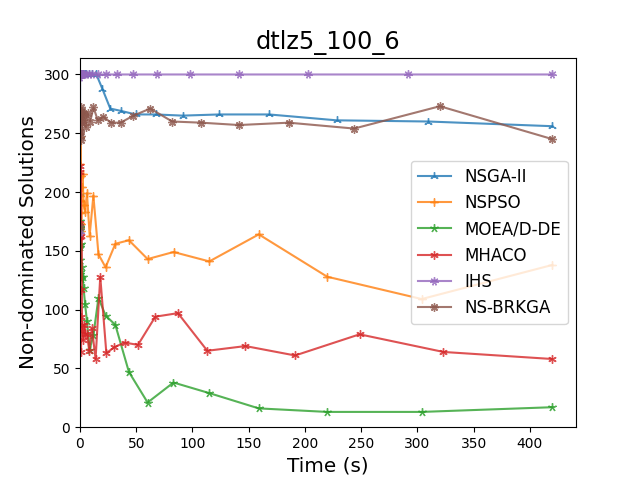 dtlz5_100_6
Non-dominated Solutions
300
250
200
150
100
50
0
0 50 100 150 200 250 300 350 400
Time (s)
NSGA-II
NSPSO
MOEA/D-DE
MHACO
IHS
NS-BRKGA